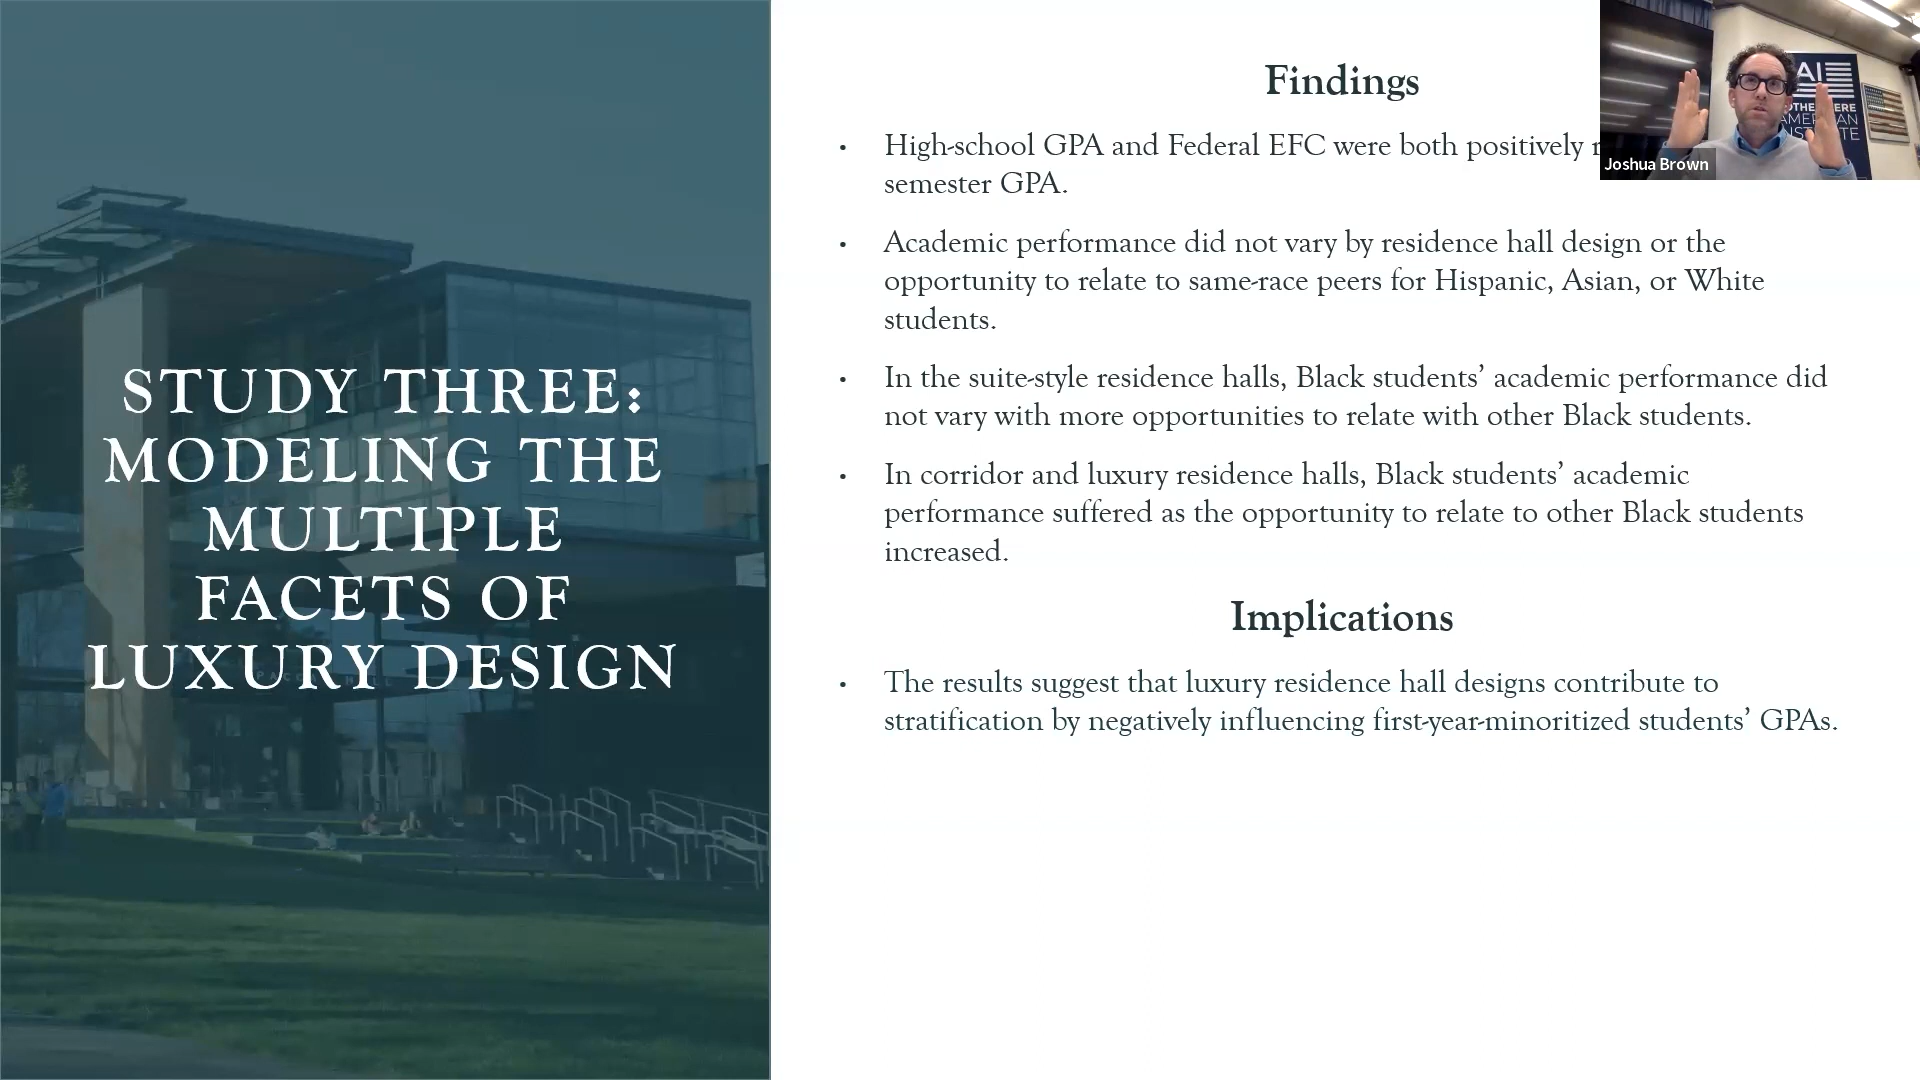 STUDY THREE:
MODELING THE
MULTIPLE
FACETS OF
LUXURY DESIGN
Findings
• High-school GPA and Federal EFC were both positively
semester GPA.
• Academic performance did not vary by residence hall design or the
opportunity to relate to same-race peers for Hispanic, Asian, or White
students.
• In the suite-style residence halls, Black students’ academic performance did
not vary with more opportunities to relate with other Black students.
• In corridor and luxury residence halls, Black students’ academic
performance suffered as the opportunity to relate to other Black students
increased.
Implications
• The results suggest that luxury residence hall designs contribute to
stratification by negatively influencing first-year-minoritized students’ GPAs.
AI
AMERICAN
Joshua Brown